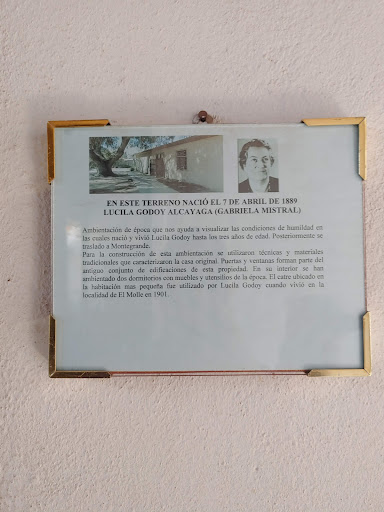 EN ESTE TERRENO NACIÓ EL 7 DE ABRIL DE 1889
LUCILA GODOY ALCAYAGA (GABRIELA MISTRAL)
Ambientación de época que nos ayuda a visualizar las condiciones de humildad en
las cuales nació y vivió Lucila Godoy hasta los tres años de edad. Posteriormente se
traslado a Montegrande.
Para la construcción de esta ambientación se utilizaron técnicas y materiales
tradicionales que caracterizaron la casa original. Puertas y ventanas forman parte del
antiguo conjunto de edificaciones de esta propiedad. En su interior se han
ambientado dos dormitorios con muebles y utensilios de la época. El catre ubicado en
la habitación mas pequeña fue utilizado por Lucila Godoy cuando vivió en la
localidad de El Molle en 1901.